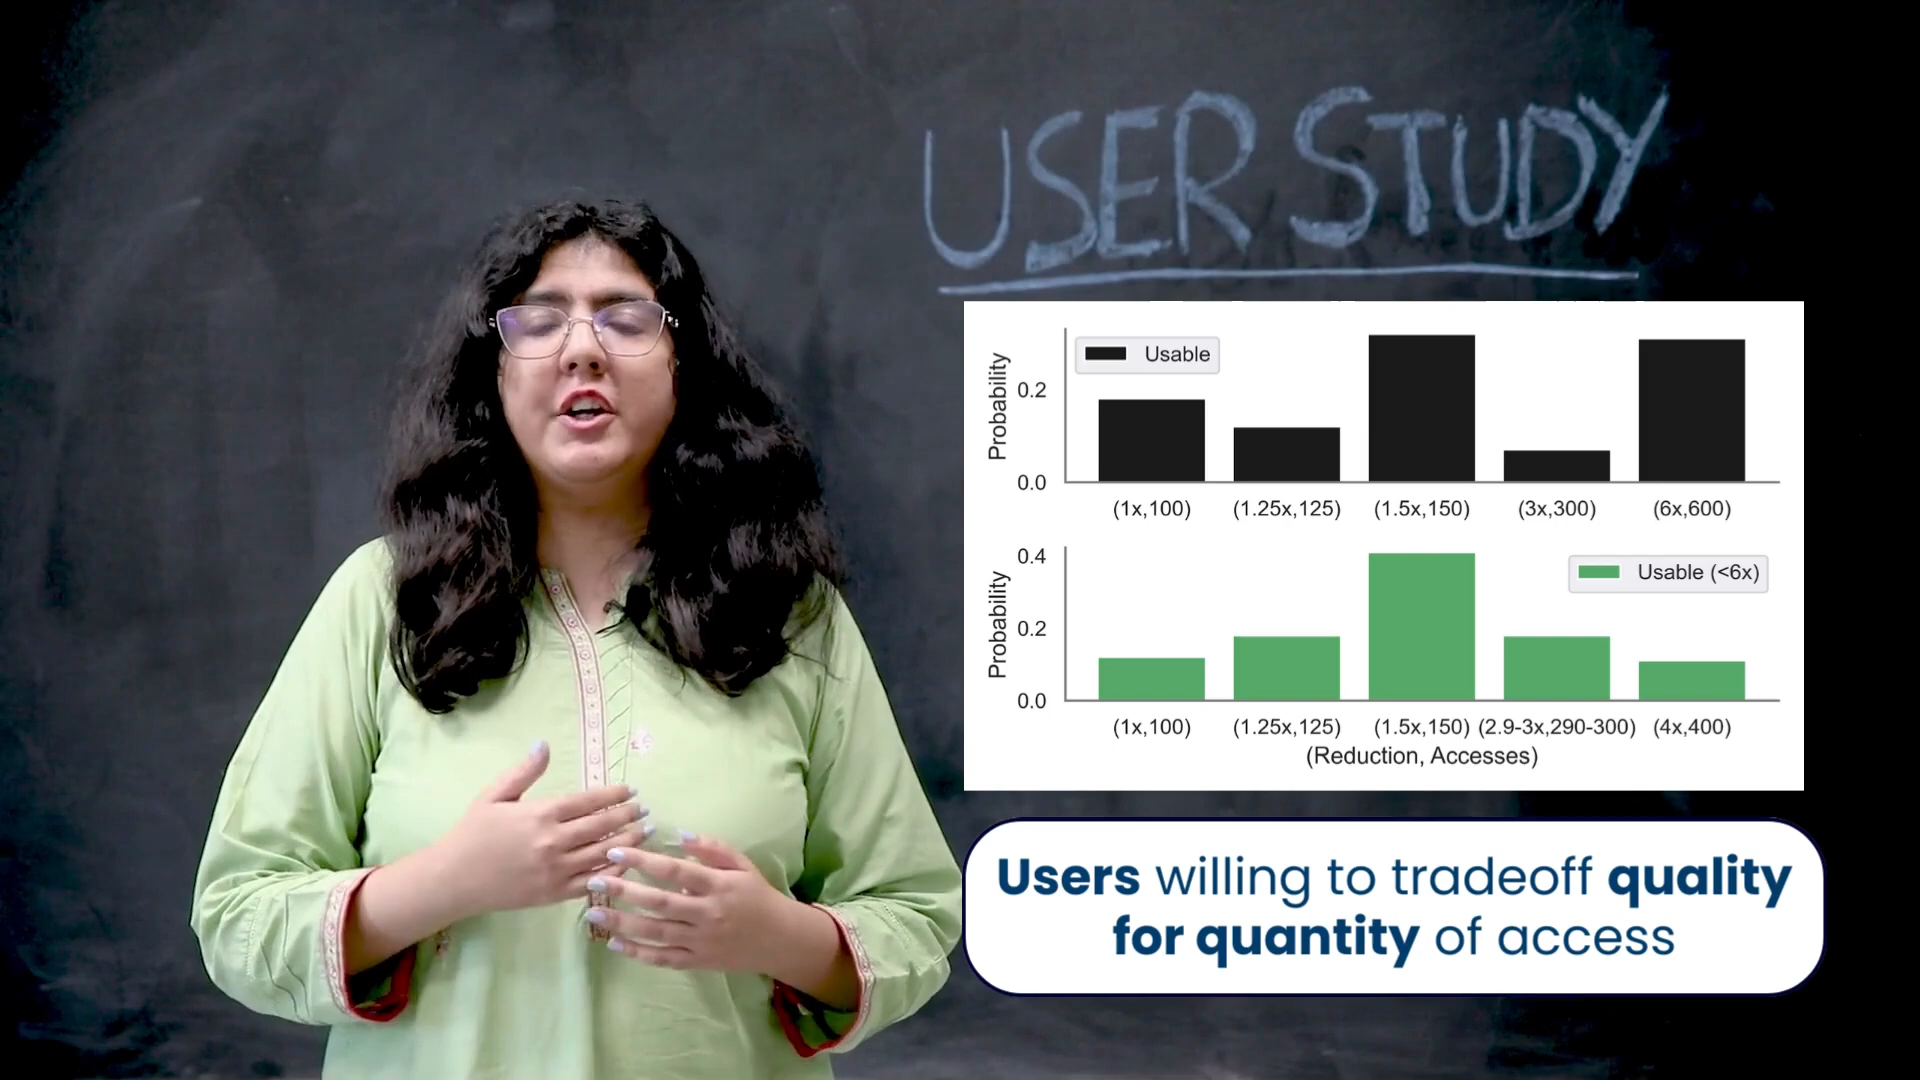 USER STUDY
Usable
Probability
0.2
0.0
(1x,100) (1.25x,125) (1.5x,150) (3x,300) (6x,600)
Usable (<6x)
Probability
0.4
0.2
0.0
(1x,100) (1.25x,125) (1.5x,150) (2.9-3x,290-300) (4x,400)
(Reduction, Accesses)
Users willing to tradeoff quality
for quantity of access